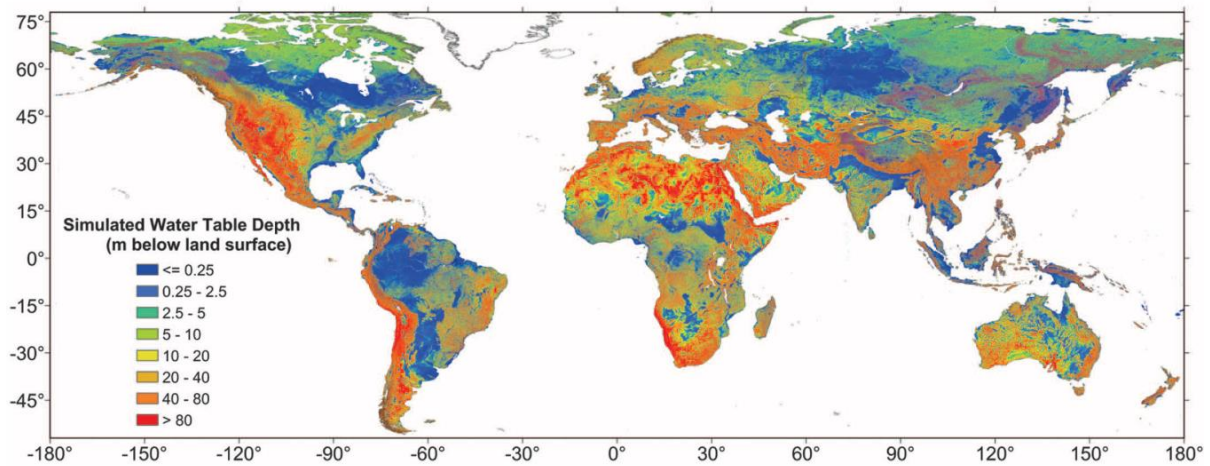 75°
60°
45°
30°
15°
0°
-15°
-30°
-45°
Simulated Water Table Depth
(m below land surface)
<= 0.25
0.25 - 2.5
2.5 - 5
5 - 10
10 - 20
20 - 40
40 - 80
> 80
-180° -150° -120° -90° -60° -30° 0° 30° 60° 90° 120° 150° 180°